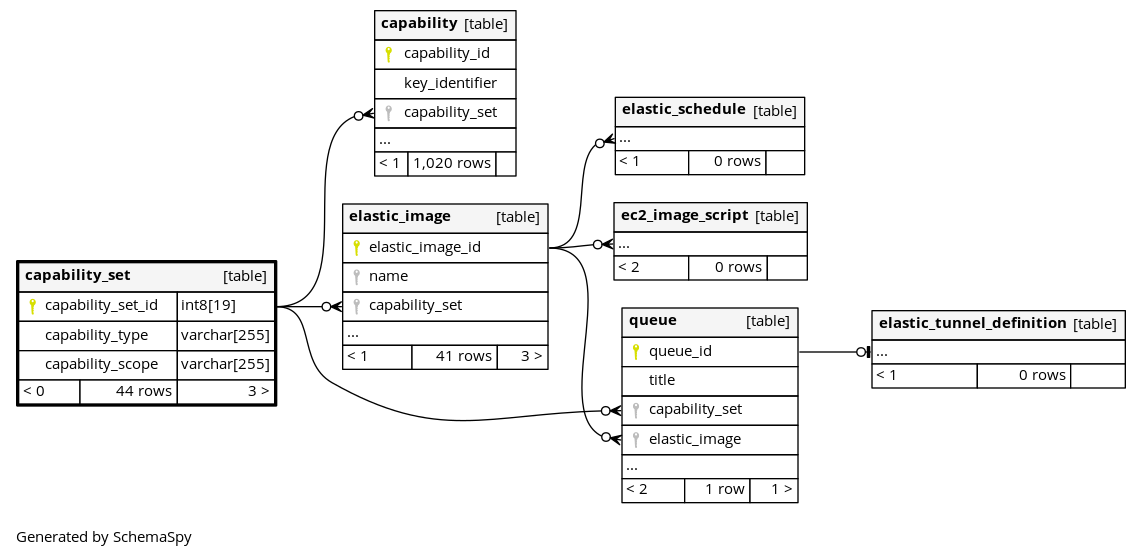 capability [table]
capability_id
key_identifier
capability_set
...
< 1 1,020 rows
elastic_schedule [table]
...
< 1 0 rows
elastic_image [table]
elastic_image_id
name
capability_set
...
< 1 41 rows 3 >
ec2_image_script [table]
...
< 2 0 rows
capability_set [table]
capability_set_id int8[19]
capability_type varchar[255]
capability_scope varchar[255]
< 0 44 rows 3 >
queue [table]
queue_id
title
capability_set
elastic_image
...
< 2 1 row 1 >
elastic_tunnel_definition [table]
...
< 1 0 rows
Generated by SchemaSpy